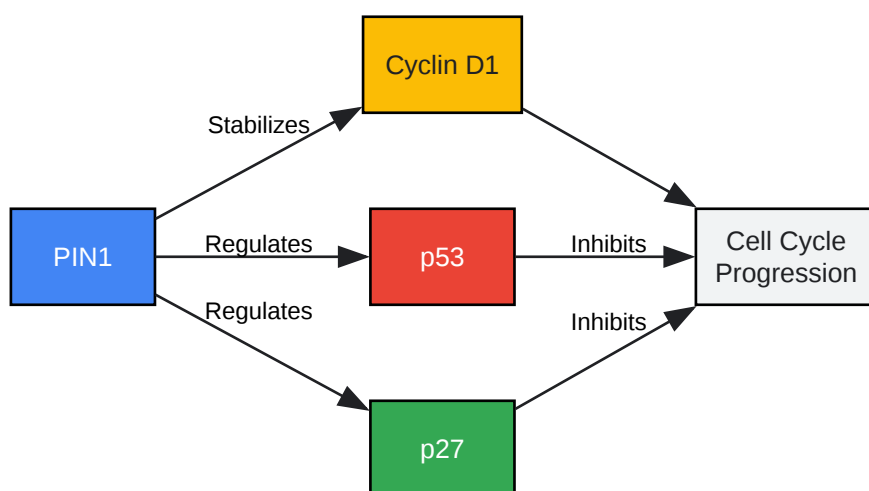 Cyclin D1
Stabilizes
PIN1
Regulates
p53
Inhibits
Cell Cycle
Progression
Regulates
Inhibits
p27